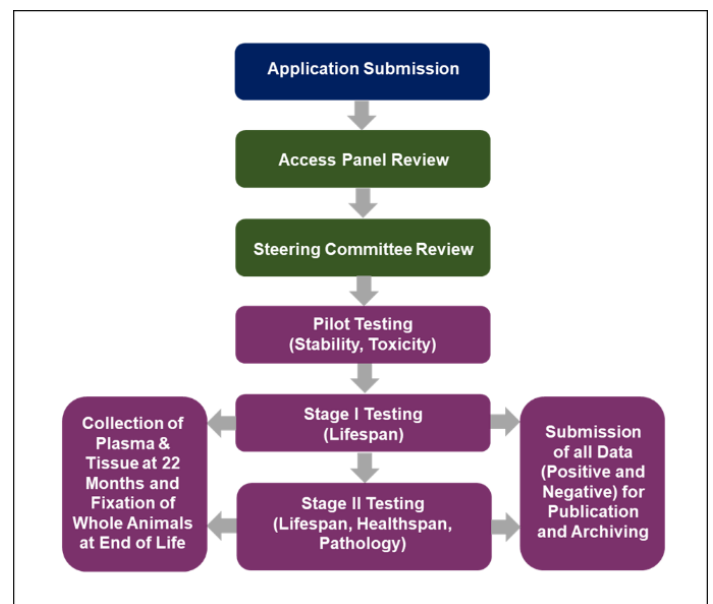 Application Submission
Access Panel Review
Steering Committee Review
Pilot Testing
(Stability, Toxicity)
Stage I Testing
(Lifespan)
Collection of
Plasma &
Tissue at 22
Months and
Fixation of
Whole Animals
at End of Life
Submission
of all Data
(Positive and
Negative) for
Publication
and Archiving
Stage II Testing
(Lifespan, Healthspan,
Pathology)